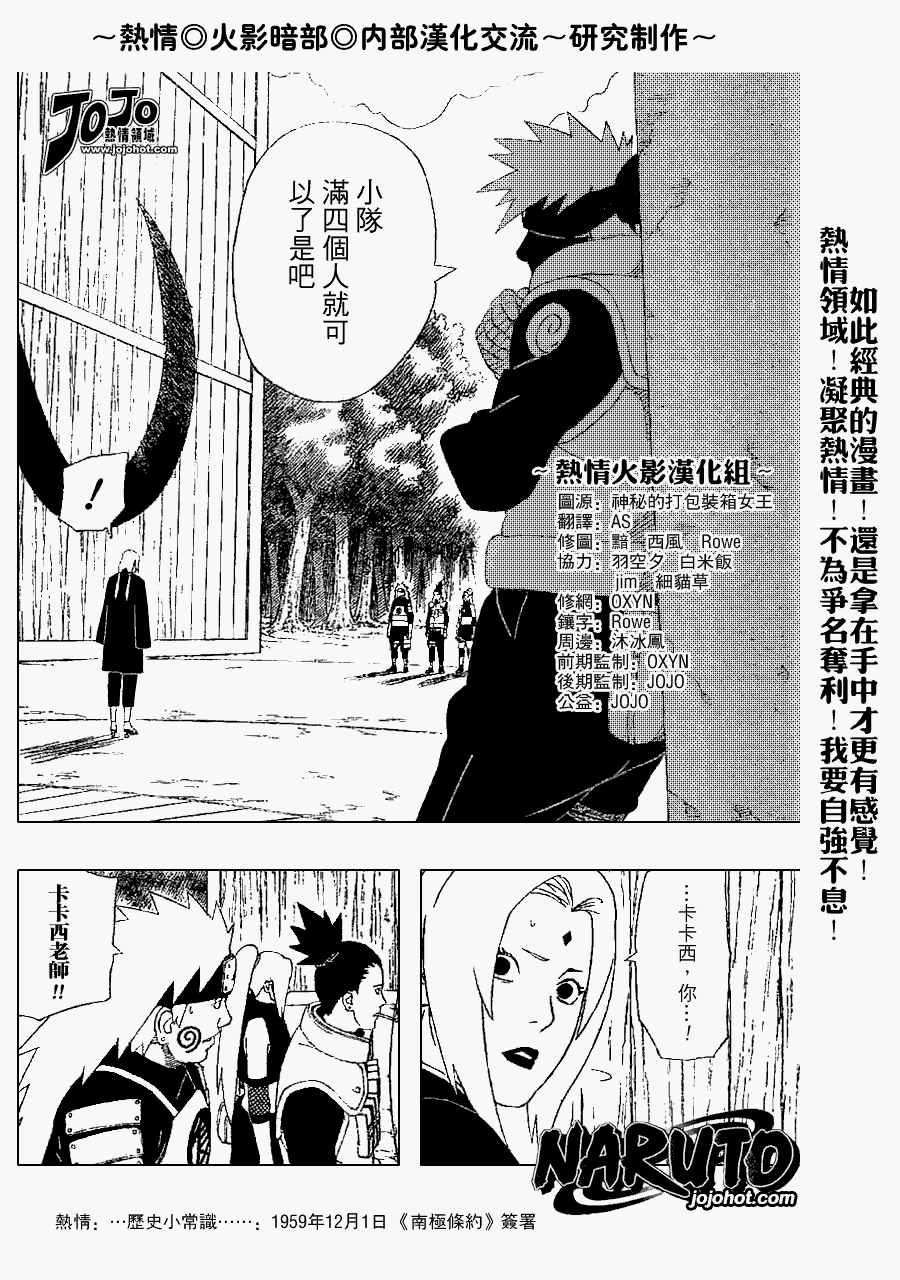 ～熱情◎火影暗部◎内部漢化交流～研究制作～
JOJO
熱情領域
www.jojohot.com
小隊
滿四個人就可
以了是吧
！
～熱情火影漢化組～
圖源：神秘的打包裝箱女王
翻譯：AS
修圖：黯一西風 Rowe
協力：羽空夕 白米飯
jim 細貓草
修網：OXYN
鑲字：Rowe
周邊：沐冰鳳
前期監制：OXYN
後期監制：JOJO
公益：JOJO
如此經典的漫畫！還是拿在手中才更有感覺！
熱情領域！凝聚熱情！不為爭名奪利！我要自強不息！
…卡卡西，你…！
卡卡西老師!!
NARUTO
jojohot.com
熱情：…歷史小常識……：1959年12月1日《南極條約》簽署